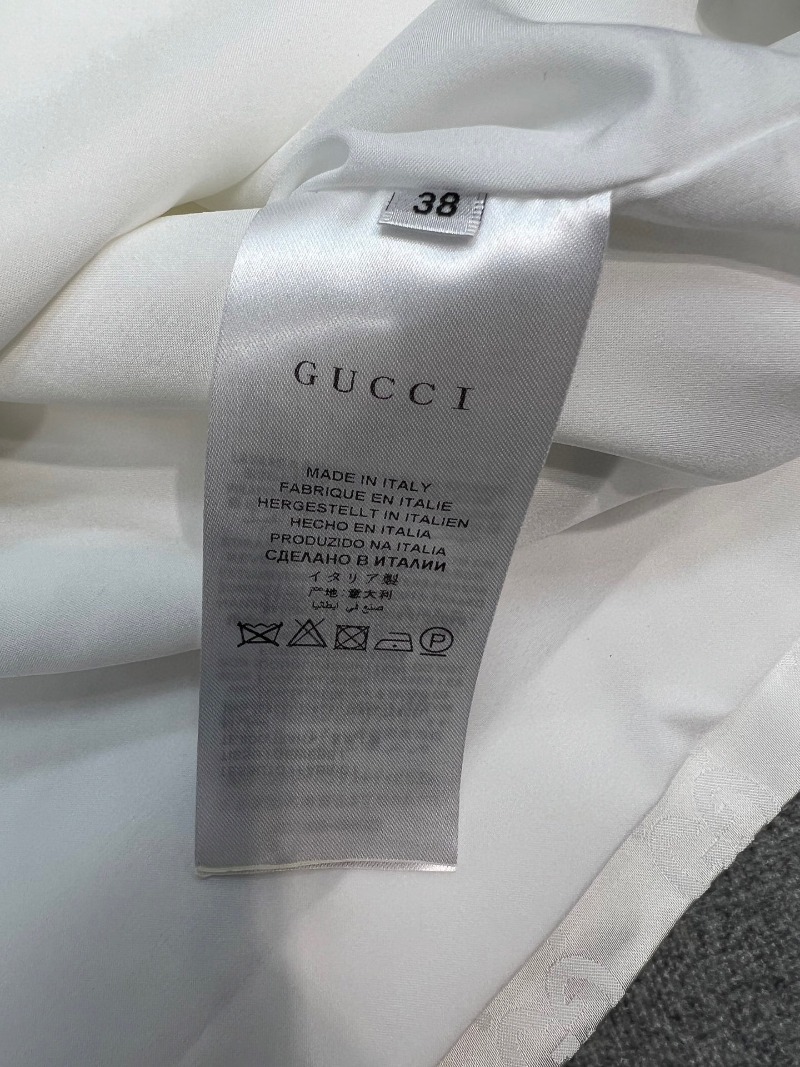 38
GUCCI
MADE IN ITALY
FABRIQUE EN ITALIE
HERGESTELLT IN ITALIEN
HECHO EN ITALIA
PRODUZIDO NA ITALIA
СДЕЛАНО В ИТАЛИИ
イタリア製
产地:意大利
صنع في ايطاليا
P